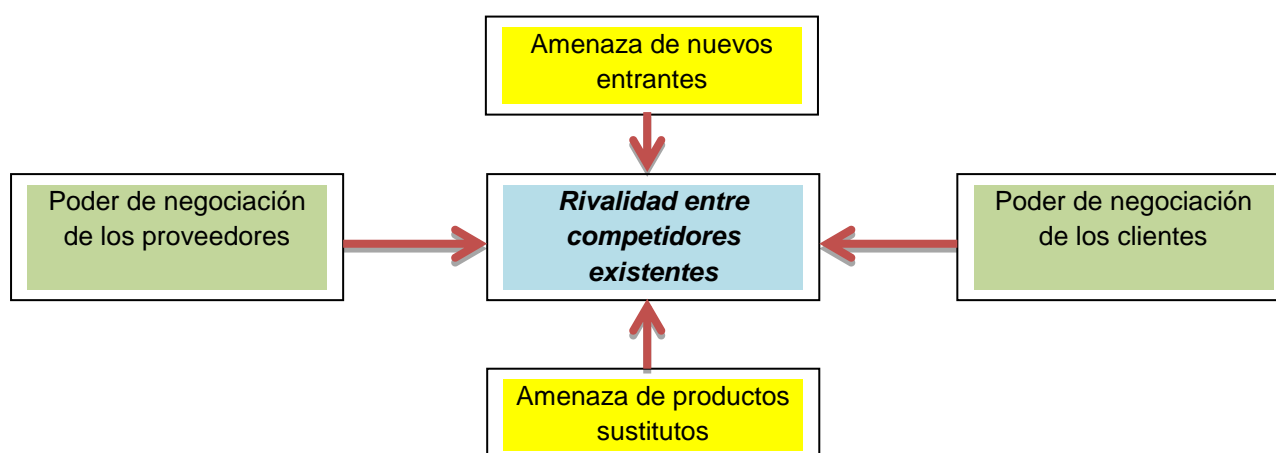 Amenaza de nuevos
entrantes
Poder de negociación
de los proveedores
Rivalidad entre
competidores
existentes
Poder de negociación
de los clientes
Amenaza de productos
sustitutos